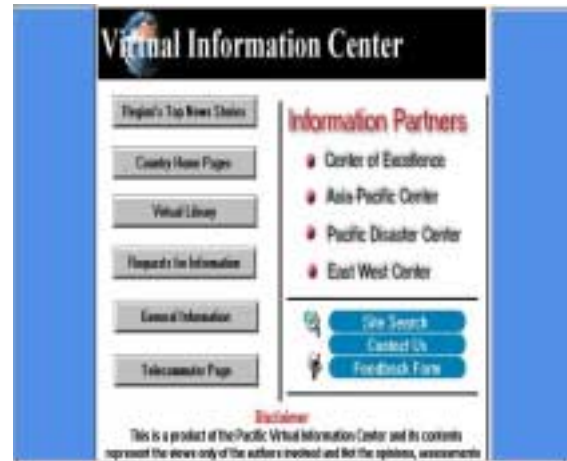 Virtual Information Center
Region's Top News Stories
Country Home Pages
Virtual Library
Requests for Information
General Information
Telecommuter Page
Information Partners
Center of Excellence
Asia-Pacific Center
Pacific Disaster Center
East West Center
Site Search
Contact Us
Feedback Form
Disclaimer
This is a product of the Pacific Virtual Information Center and its contents
represent the views only of the authors involved and Not the opinions, assessments